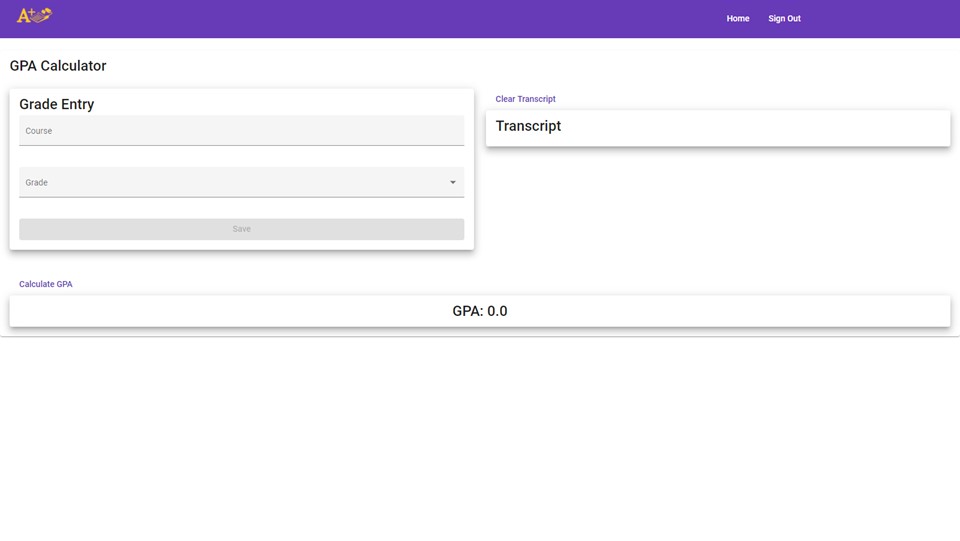 A+
Home
Sign Out
GPA Calculator
Grade Entry
Course
Grade
Save
Clear Transcript
Transcript
Calculate GPA
GPA: 0.0